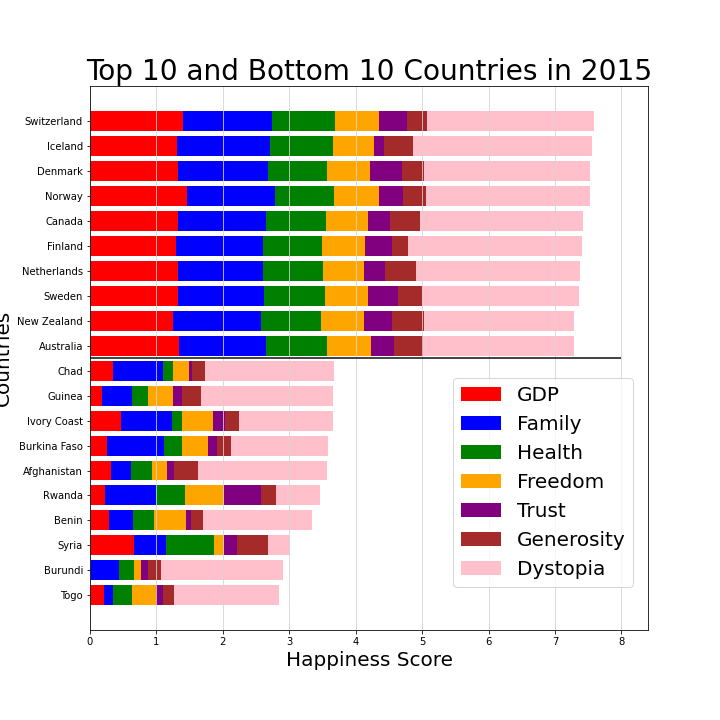 Top 10 and Bottom 10 Countries in 2015
Countries
Switzerland
Iceland
Denmark
Norway
Canada
Finland
Netherlands
Sweden
New Zealand
Australia
Chad
Guinea
Ivory Coast
Burkina Faso
Afghanistan
Rwanda
Benin
Syria
Burundi
Togo
GDP
Family
Health
Freedom
Trust
Generosity
Dystopia
0 1 2 3 4 5 6 7 8
Happiness Score